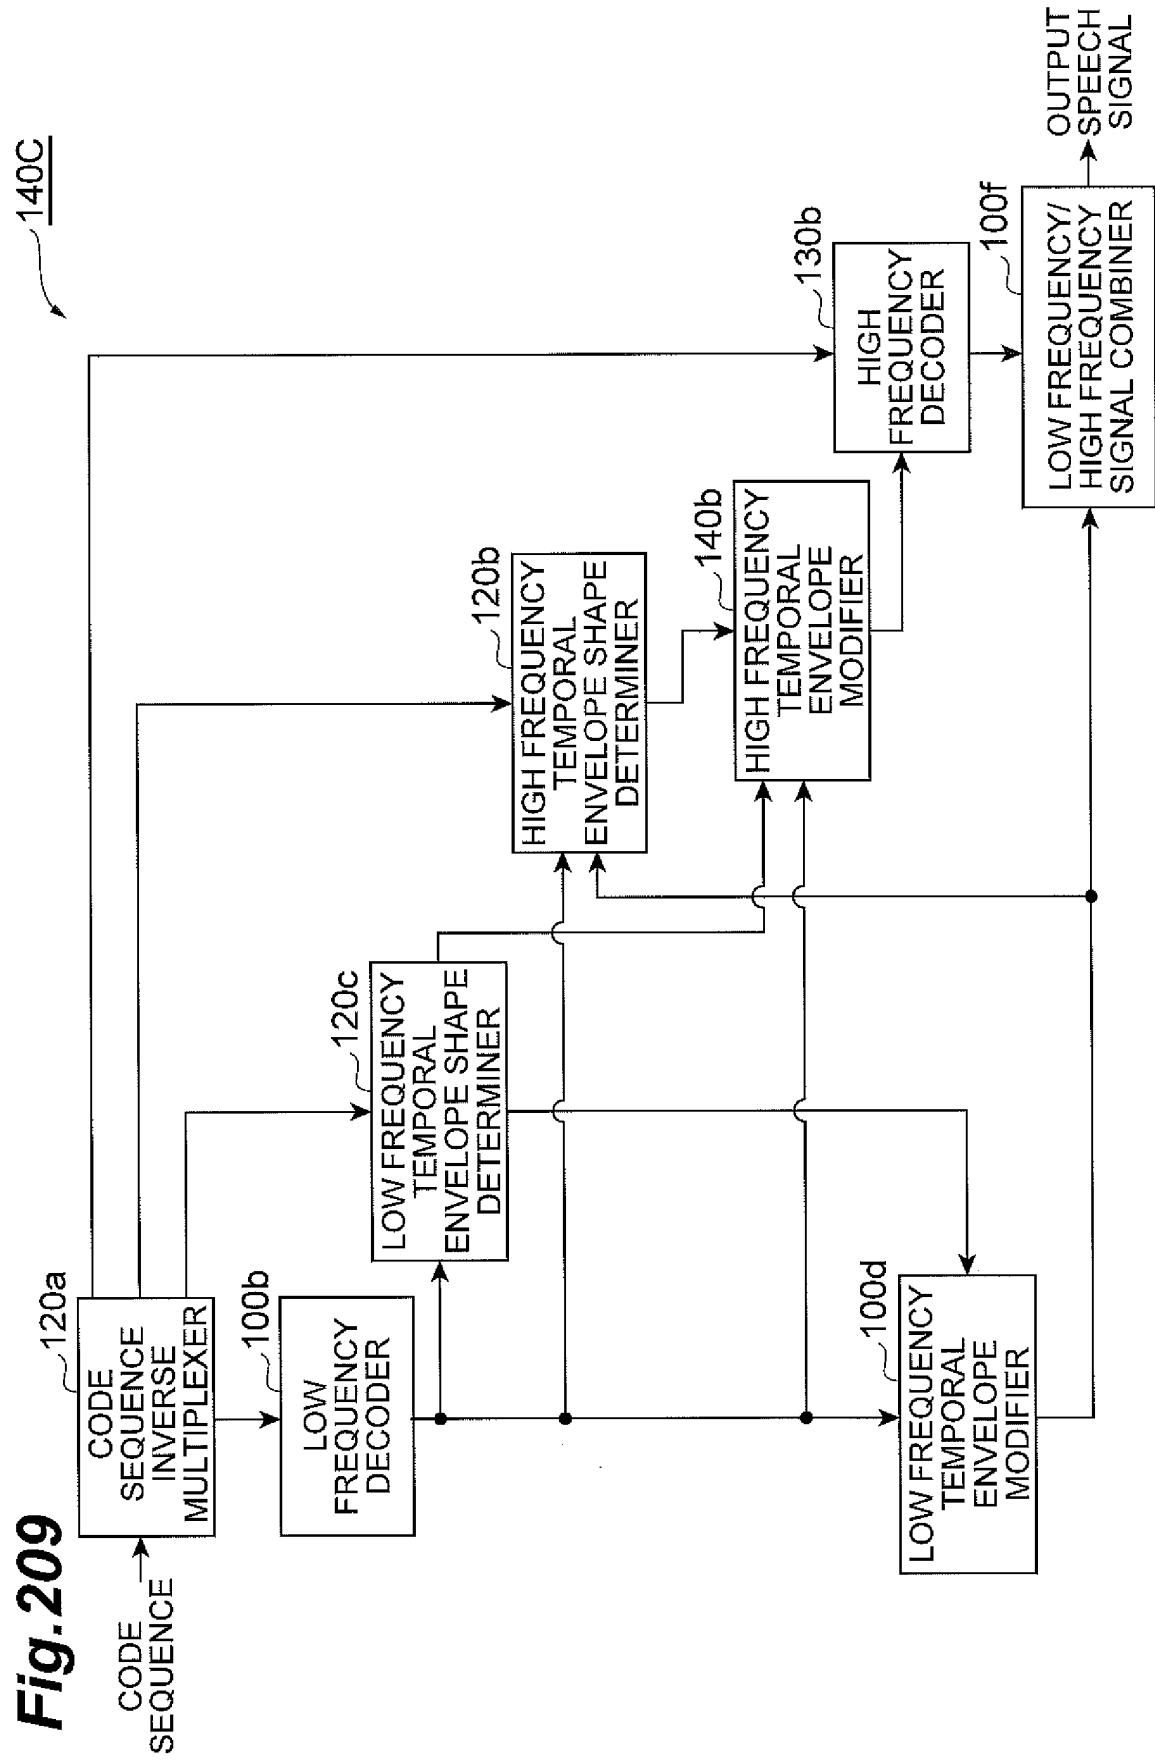 Fig.209
140C
CODE
SEQUENCE
120a
CODE
SEQUENCE
INVERSE
MULTIPLEXER
100b
LOW
FREQUENCY
DECODER
120c
LOW FREQUENCY
TEMPORAL
ENVELOPE SHAPE
DETERMINER
120b
HIGH FREQUENCY
TEMPORAL
ENVELOPE SHAPE
DETERMINER
140b
HIGH FREQUENCY
TEMPORAL
ENVELOPE
MODIFIER
130b
HIGH
FREQUENCY
DECODER
100d
LOW FREQUENCY
TEMPORAL
ENVELOPE
MODIFIER
100f
LOW FREQUENCY/
HIGH FREQUENCY
SIGNAL COMBINER
OUTPUT
SPEECH
SIGNAL